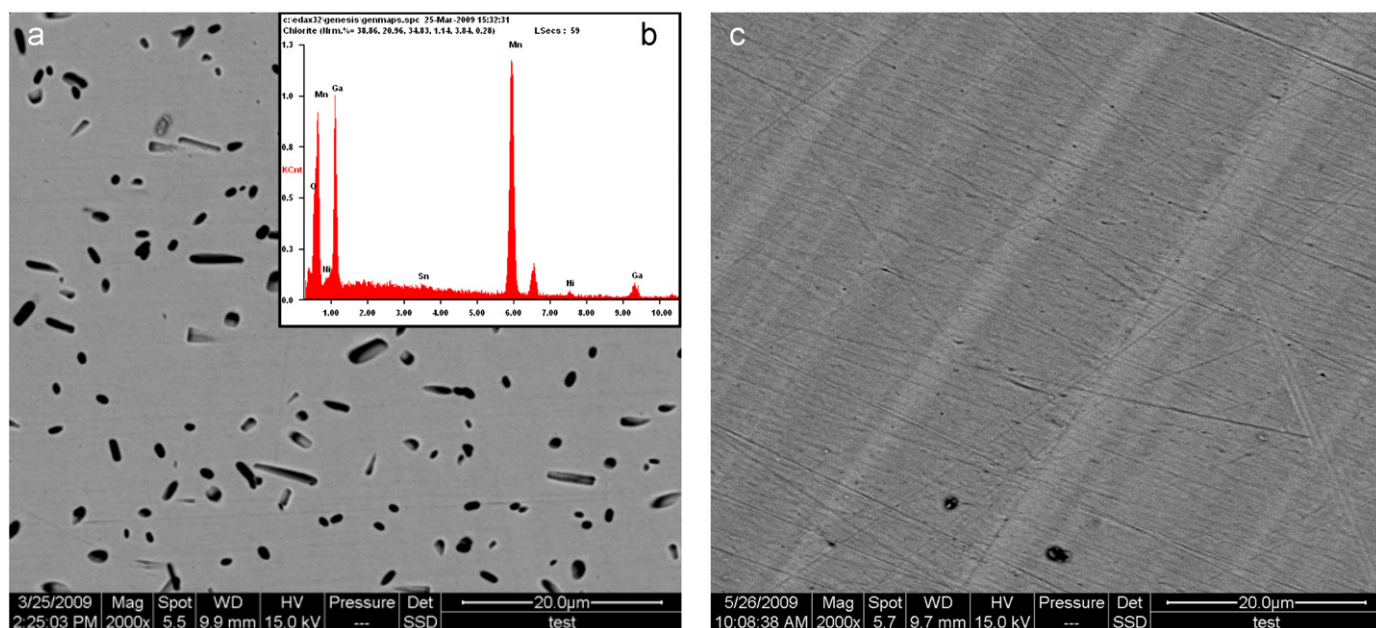 a
b
c
c:\edax32\genesis\genmaps.spc 25-Mar-2009 15:32:31
Chlorite (Nrm.%= 38.86, 20.96, 34.83, 1.14, 3.84, 0.28)
LSecs : 59
1.3
1.0
0.8
KCnt
0.5
0.3
0.0
Mn
Ga
O
Ni
Sn
Mn
Ni
Ga
1.00 2.00 3.00 4.00 5.00 6.00 7.00 8.00 9.00 10.00
3/25/2009 Mag Spot WD HV Pressure Det 20.0µm
2:25:03 PM 2000x 5.5 9.9 mm 15.0 kV --- SSD test
5/26/2009 Mag Spot WD HV Pressure Det 20.0µm
10:08:38 AM 2000x 5.7 9.7 mm 15.0 kV --- SSD test